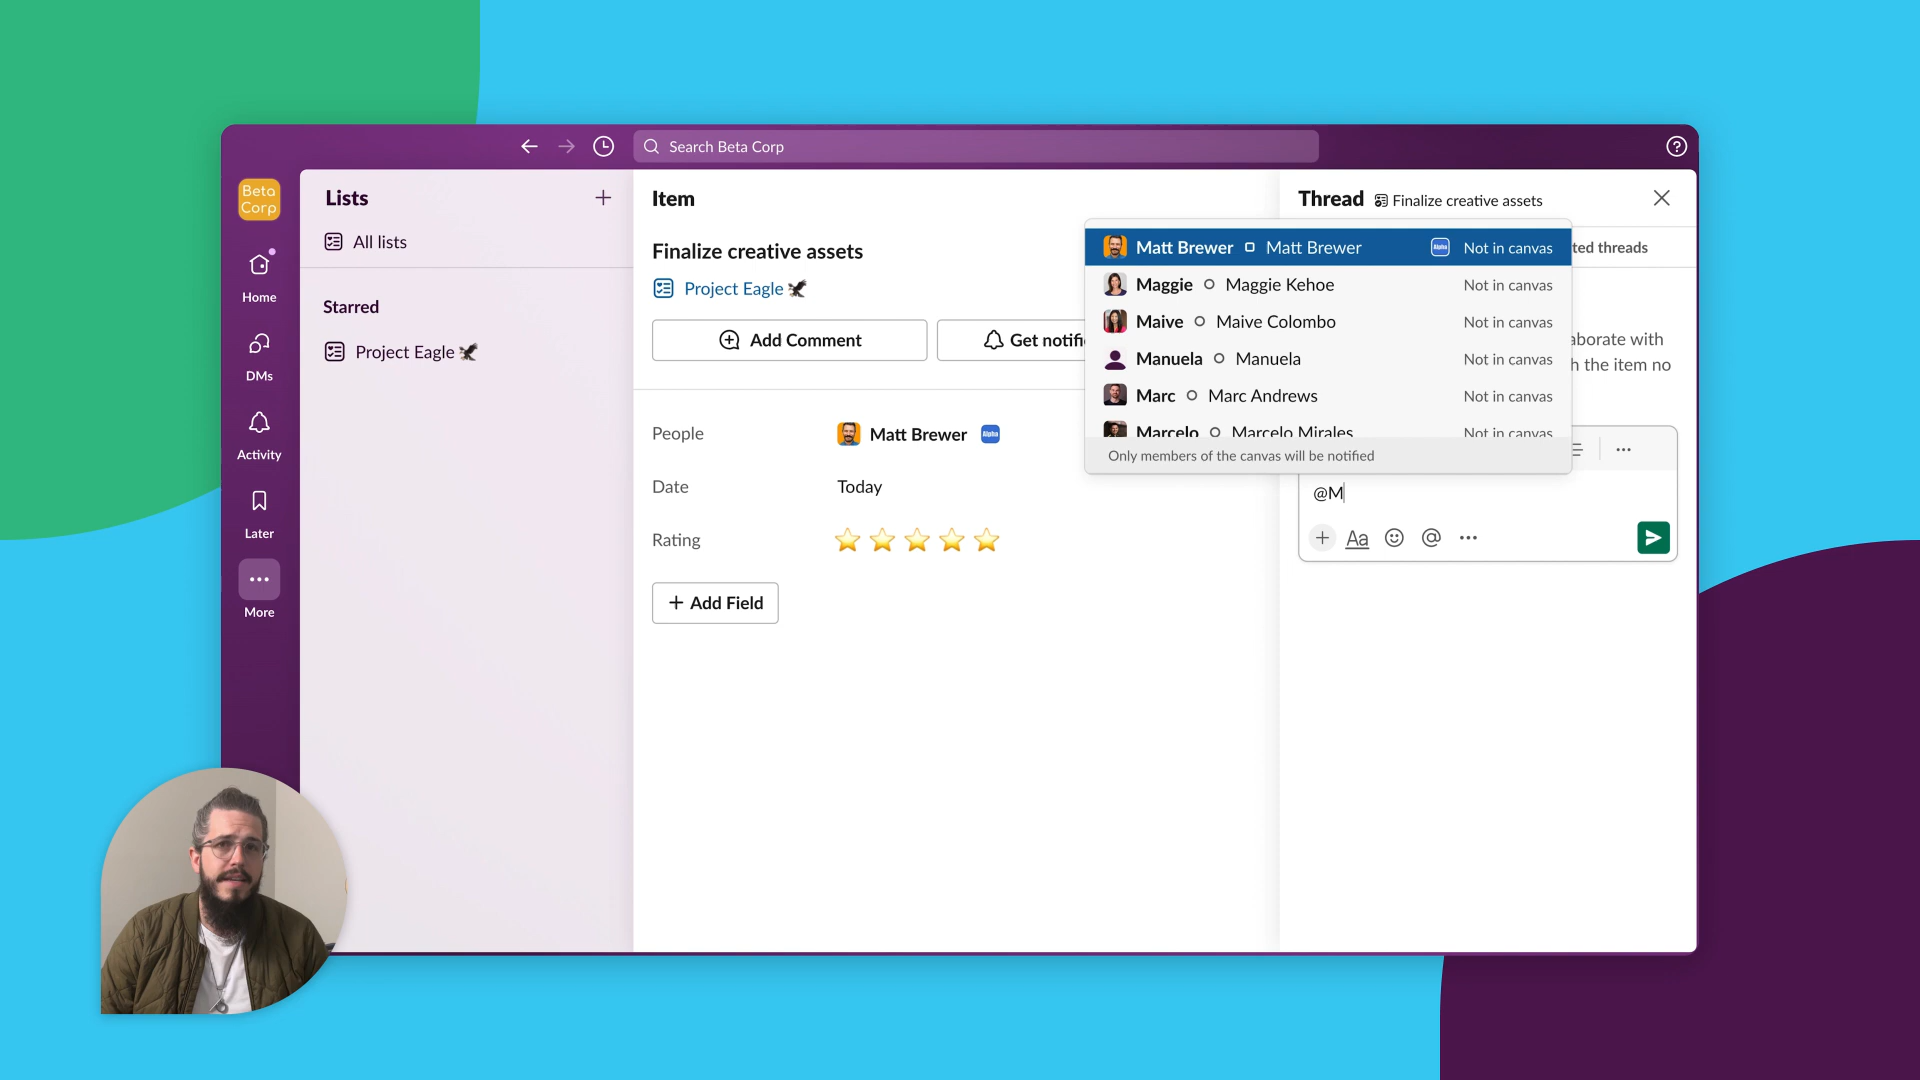 Search Beta Corp
Beta
Corp
Home
DMs
Activity
Later
More
Lists
All lists
Starred
Project Eagle
Item
Finalize creative assets
Project Eagle
Add Comment
Get notifi
People
Matt Brewer Alpha
Date
Today
Rating
+ Add Field
Thread Finalize creative assets
ted threads
Matt Brewer Matt Brewer Alpha Not in canvas
Maggie Maggie Kehoe Not in canvas
Maive Maive Colombo Not in canvas
Manuela Manuela Not in canvas
Marc Marc Andrews Not in canvas
Marcelo Marcelo Mirales Not in canvas
Only members of the canvas will be notified
aborate with
h the item no
@M
Aa